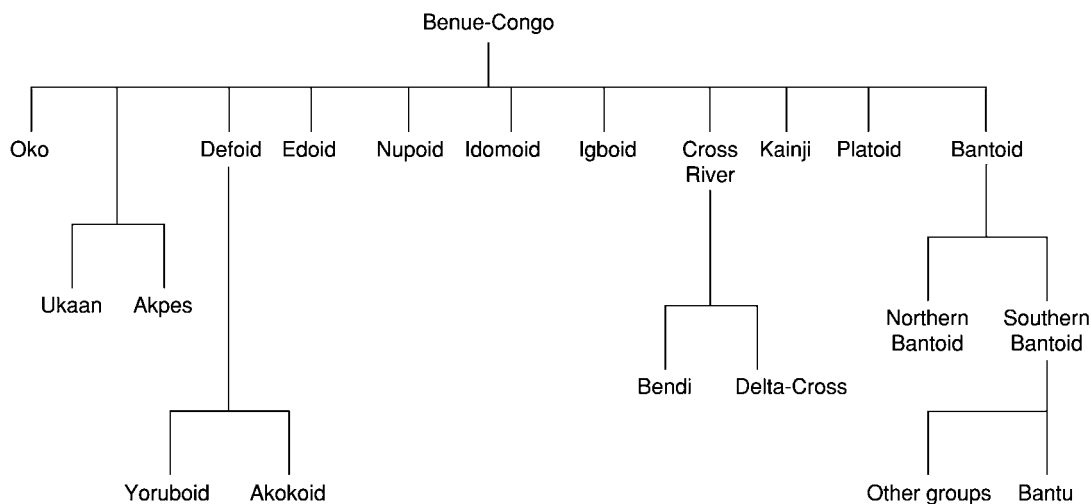 Benue-Congo
Oko
Defoid
Edoid
Nupoid
Idomoid
Igboid
Cross
River
Kainji
Platoid
Bantoid
Ukaan
Akpes
Northern
Bantoid
Southern
Bantoid
Bendi
Delta-Cross
Yoruboid
Akokoid
Other groups
Bantu